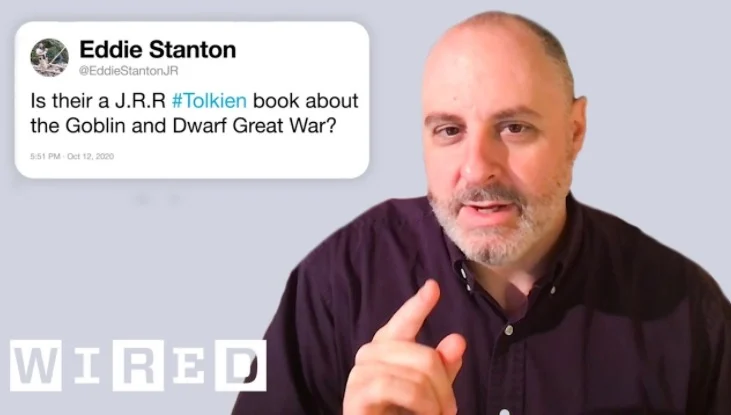 Eddie Stanton
@EddieStantonJR
Is their a J.R.R #Tolkien book about
the Goblin and Dwarf Great War?
5:51 PM · Oct 12, 2020
WIRED